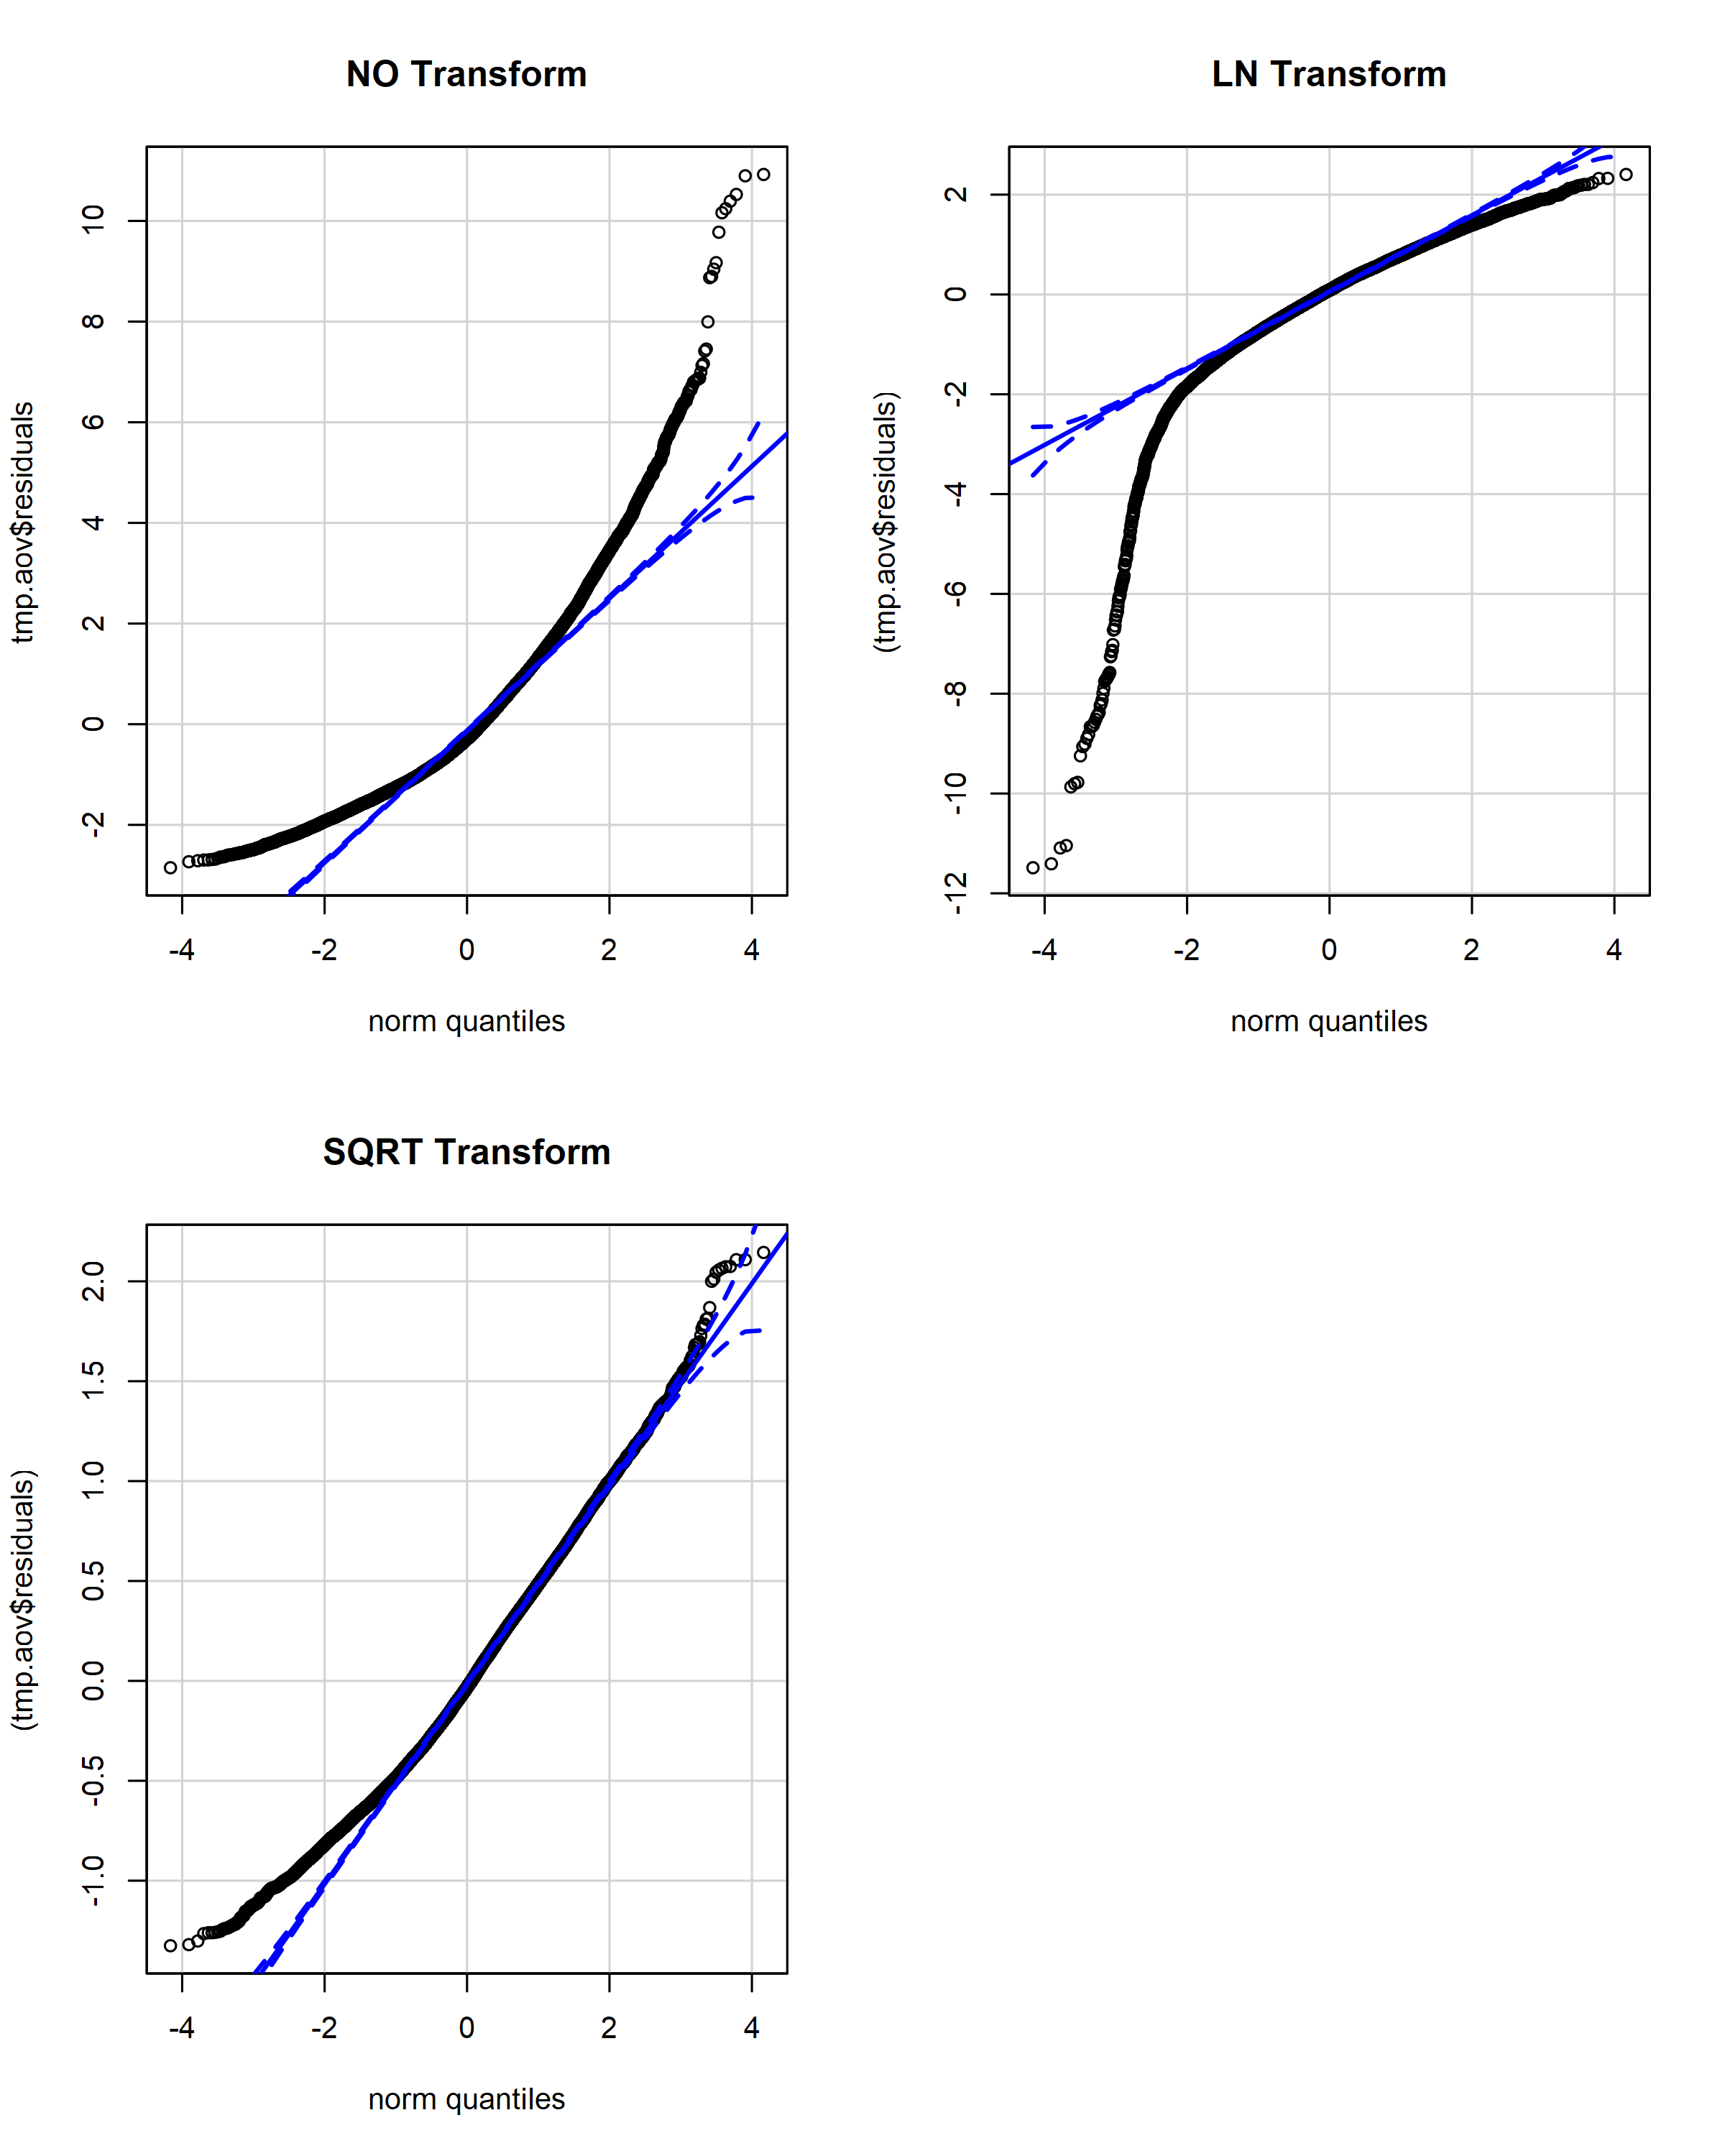 NO Transform
tmp.aov$residuals
10
8
6
4
2
0
-2
-4 -2 0 2 4
norm quantiles
LN Transform
(tmp.aov$residuals)
2
0
-2
-4
-6
-8
-10
-12
-4 -2 0 2 4
norm quantiles
SQRT Transform
(tmp.aov$residuals)
2.0
1.5
1.0
0.5
0.0
-0.5
-1.0
-4 -2 0 2 4
norm quantiles